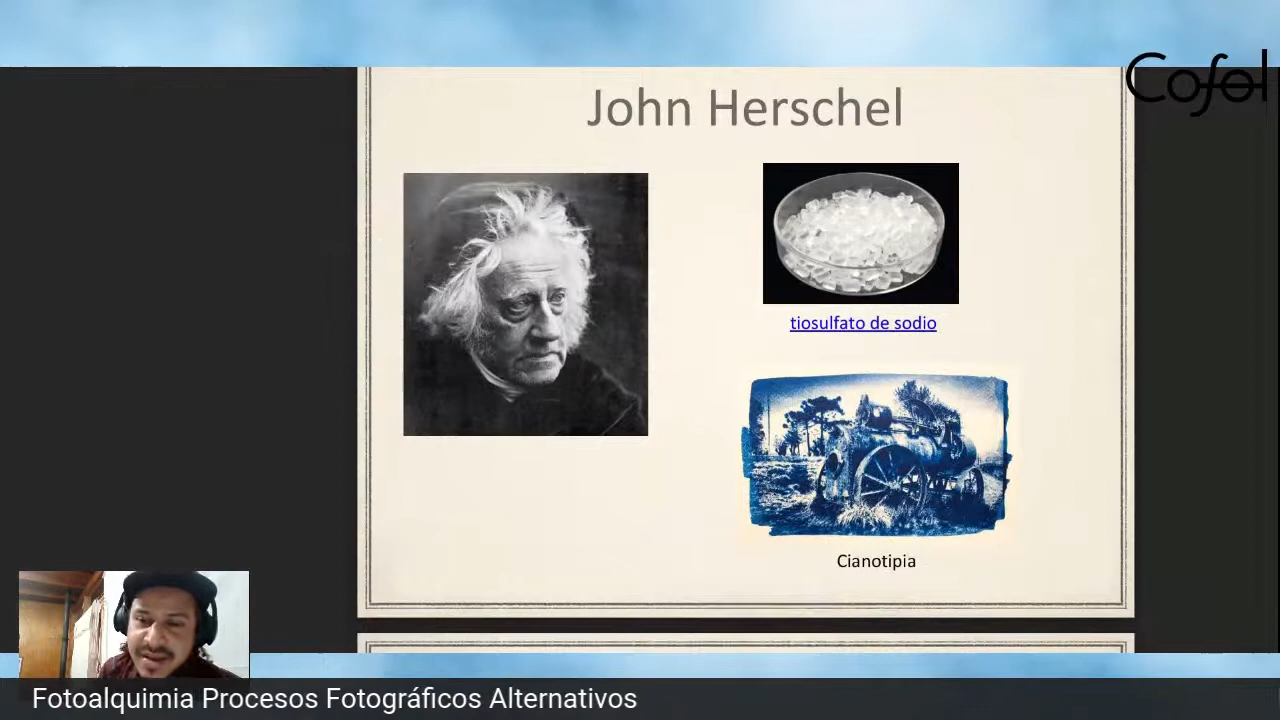 Cofol
John Herschel
tiosulfato de sodio
Cianotipia
Fotoalquimia Procesos Fotográficos Alternativos